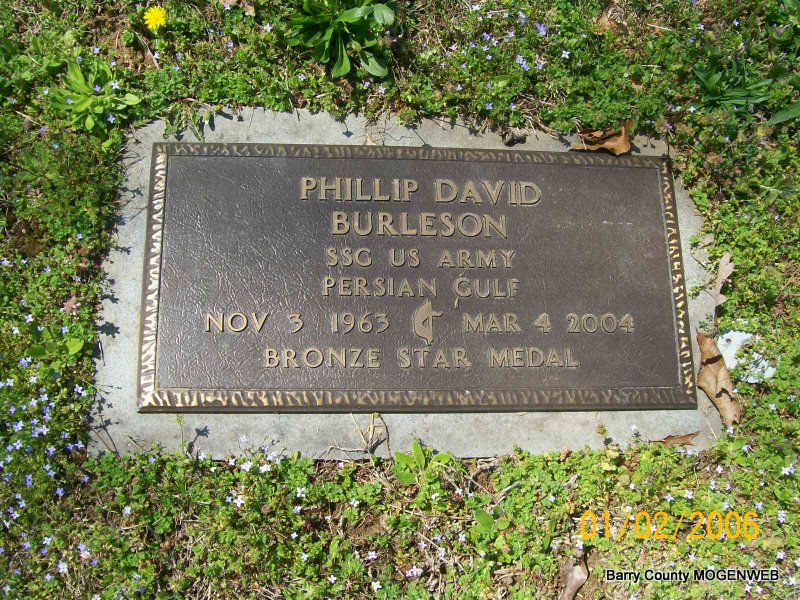 PHILLIP DAVID
BURLESON
SSG US ARMY
PERSIAN GULF
NOV 3 1963 MAR 4 2004
BRONZE STAR MEDAL
01/02/2006
Barry County MOGENWEB